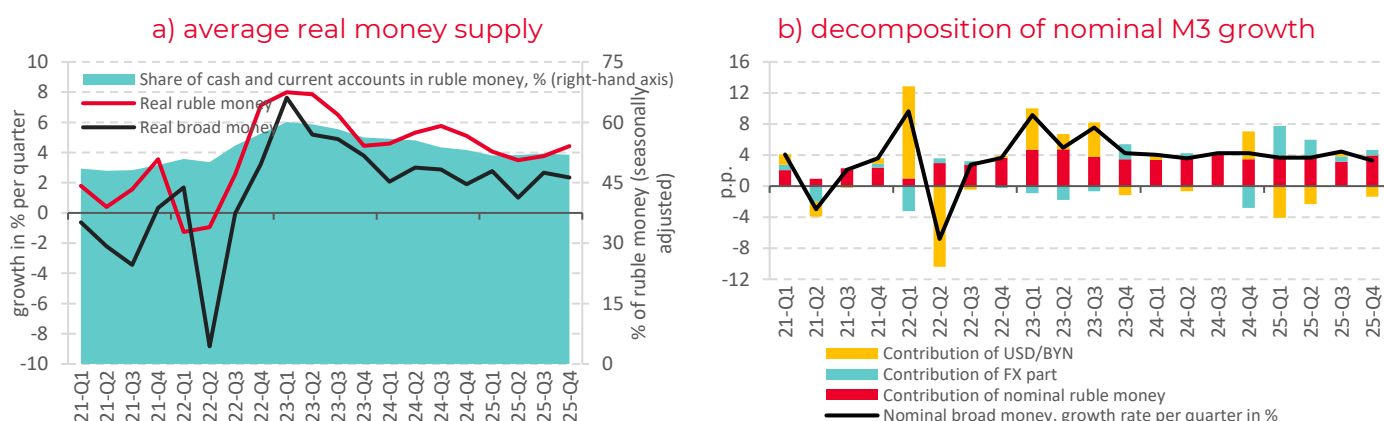 a) average real money supply
growth in % per quarter
10
8
6
4
2
0
-2
-4
-6
-8
-10
Share of cash and current accounts in ruble money, % (right-hand axis)
Real ruble money
Real broad money
75
60
45
30
15
0
% of ruble money (seasonally
adjusted)
21-Q1
21-Q2
21-Q3
21-Q4
22-Q1
22-Q2
22-Q3
22-Q4
23-Q1
23-Q2
23-Q3
23-Q4
24-Q1
24-Q2
24-Q3
24-Q4
25-Q1
25-Q2
25-Q3
25-Q4
b) decomposition of nominal M3 growth
p.p.
16
12
8
4
0
-4
-8
-12
21-Q1
21-Q2
21-Q3
21-Q4
22-Q1
22-Q2
22-Q3
22-Q4
23-Q1
23-Q2
23-Q3
23-Q4
24-Q1
24-Q2
24-Q3
24-Q4
25-Q1
25-Q2
25-Q3
25-Q4
Contribution of USD/BYN
Contribution of FX part
Contribution of nominal ruble money
Nominal broad money, growth rate per quarter in %